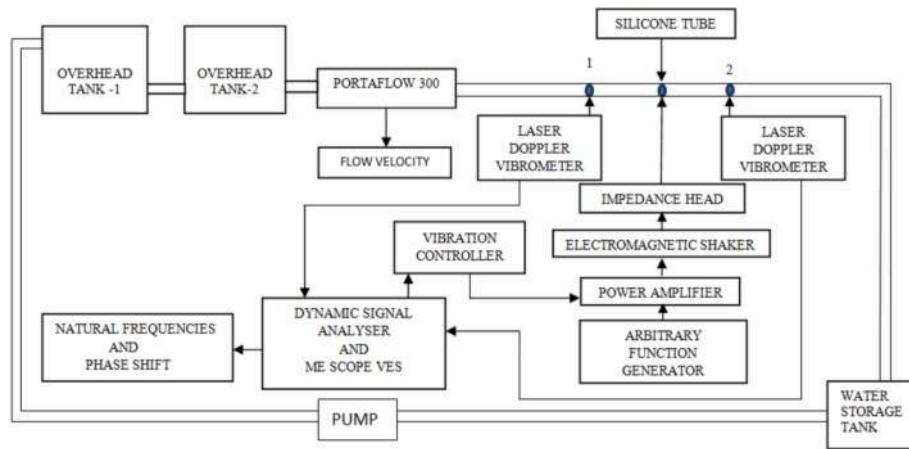 SILICONE TUBE
OVERHEAD
TANK -1
OVERHEAD
TANK-2
PORTAFLOW 300
1
2
FLOW VELOCITY
LASER
DOPPLER
VIBROMETER
LASER
DOPPLER
VIBROMETER
IMPEDANCE HEAD
VIBRATION
CONTROLLER
ELECTROMAGNETIC SHAKER
POWER AMPLIFIER
NATURAL FREQUENCIES
AND
PHASE SHIFT
DYNAMIC SIGNAL
ANALYSER
AND
ME SCOPE VES
ARBITRARY
FUNCTION
GENERATOR
PUMP
WATER
STORAGE
TANK